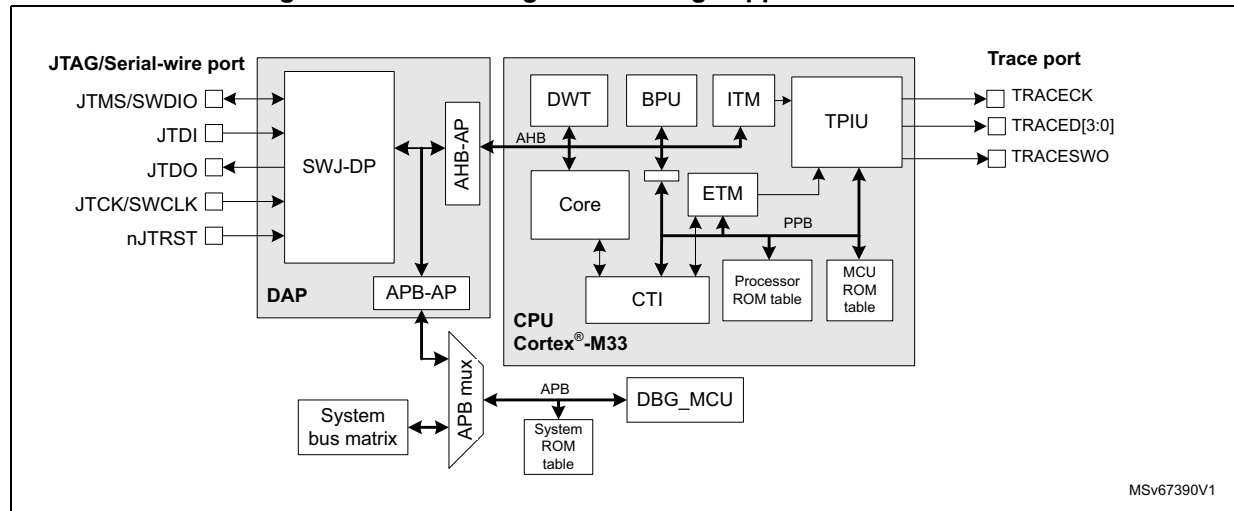 JTAG/Serial-wire port
JTMS/SWDIO
JTDI
JTDO
JTCK/SWCLK
nJTRST
SWJ-DP
AHB-AP
APB-AP
DAP
AHB
DWT
BPU
ITM
TPIU
Core
ETM
PPB
CTI
Processor
ROM table
MCU
ROM
table
CPU
Cortex®-M33
Trace port
TRACECK
TRACED[3:0]
TRACESWO
APB mux
System
bus matrix
APB
System
ROM
table
DBG_MCU
MSv67390V1